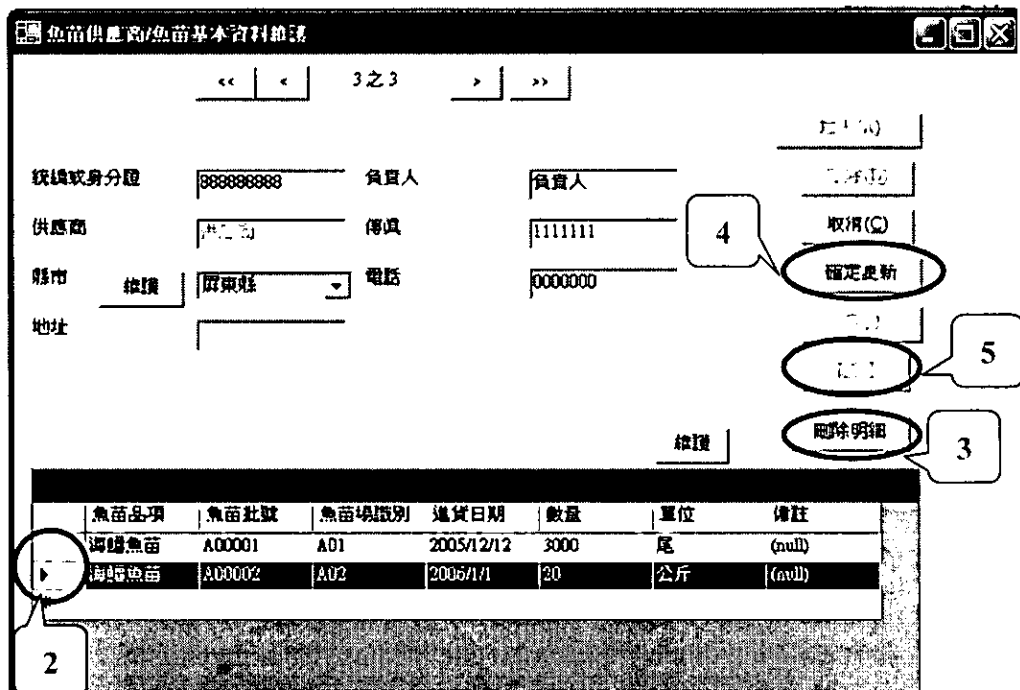 魚苗供應商/魚苗基本資料維護
<< < 3之3 > >>
統編或身分證 888888888 負責人 負責人
供應商 傳真 1111111 4 取消(C)
縣市 維護 屏東縣 電話 0000000 確定更新
地址
5
維護 刪除明細 3
魚苗品項 魚苗批號 魚苗場識別 進貨日期 數量 單位 備註
海鱺魚苗 A00001 A01 2005/12/12 3000 尾 (null)
海鱺魚苗 A00002 A02 2006/1/1 20 公斤 (null)
2